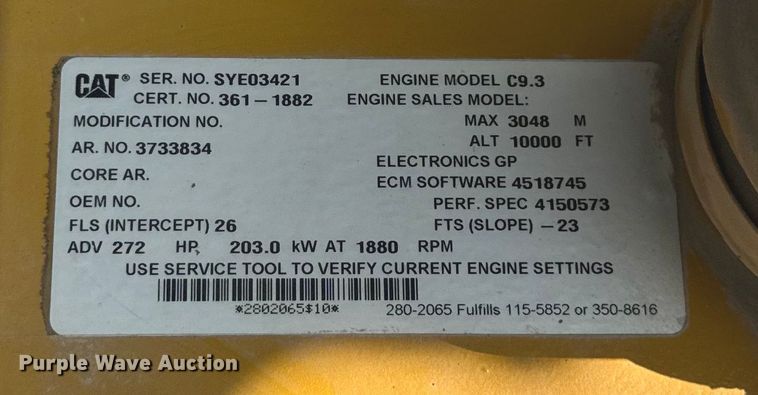 CAT® SER. NO. SYE03421 ENGINE MODEL C9.3
CERT. NO. 361-1882 ENGINE SALES MODEL:
MODIFICATION NO. MAX 3048 M
AR. NO. 3733834 ALT 10000 FT
ELECTRONICS GP
CORE AR. ECM SOFTWARE 4518745
OEM NO. PERF. SPEC 4150573
FLS (INTERCEPT) 26 FTS (SLOPE) -23
ADV 272 HP, 203.0 kW AT 1880 RPM
USE SERVICE TOOL TO VERIFY CURRENT ENGINE SETTINGS
*2802065$10* 280-2065 Fulfills 115-5852 or 350-8616
Purple Wave Auction